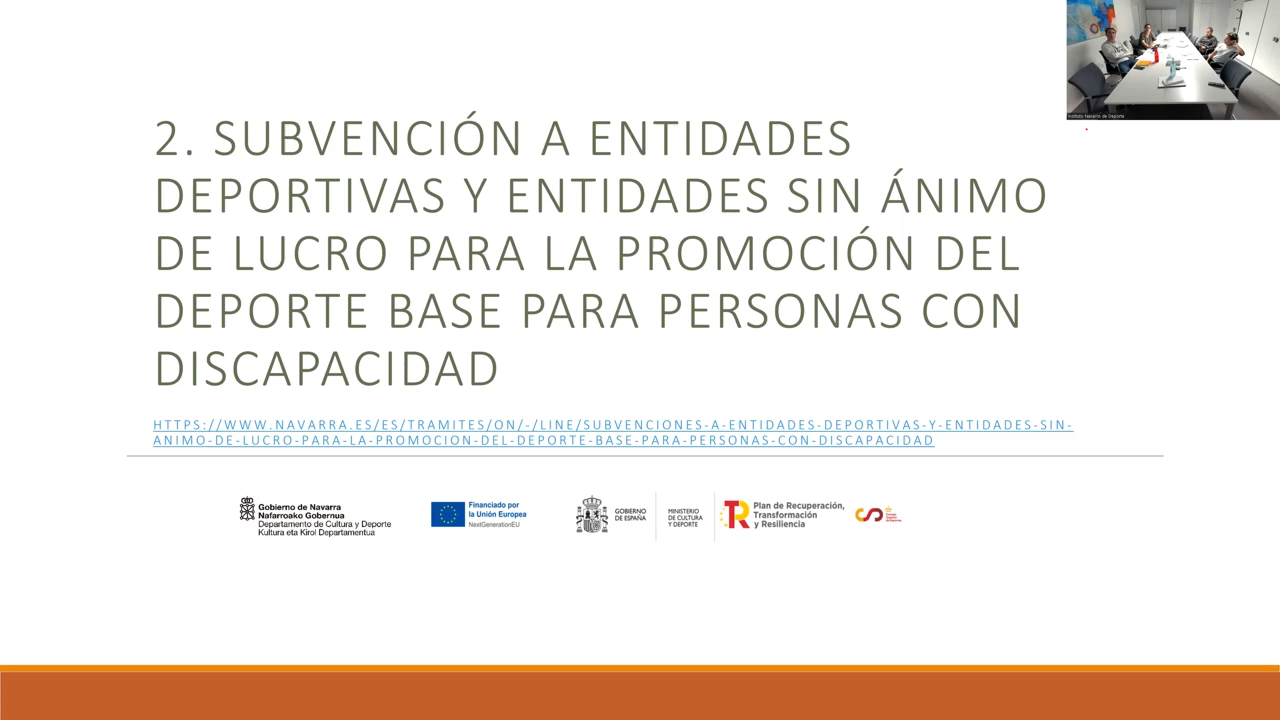 Instituto Navarro de Deporte
2. SUBVENCIÓN A ENTIDADES
DEPORTIVAS Y ENTIDADES SIN ÁNIMO
DE LUCRO PARA LA PROMOCIÓN DEL
DEPORTE BASE PARA PERSONAS CON
DISCAPACIDAD
HTTPS://WWW.NAVARRA.ES/ES/TRAMITES/ON/-/LINE/SUBVENCIONES-A-ENTIDADES-DEPORTIVAS-Y-ENTIDADES-SIN-
ANIMO-DE-LUCRO-PARA-LA-PROMOCION-DEL-DEPORTE-BASE-PARA-PERSONAS-CON-DISCAPACIDAD
Gobierno de Navarra
Nafarroako Gobernua
Departamento de Cultura y Deporte
Kultura eta Kirol Departamentua
Financiado por
la Unión Europea
NextGenerationEU
GOBIERNO
DE ESPAÑA
MINISTERIO
DE CULTURA
Y DEPORTE
Plan de Recuperación,
Transformación
y Resiliencia